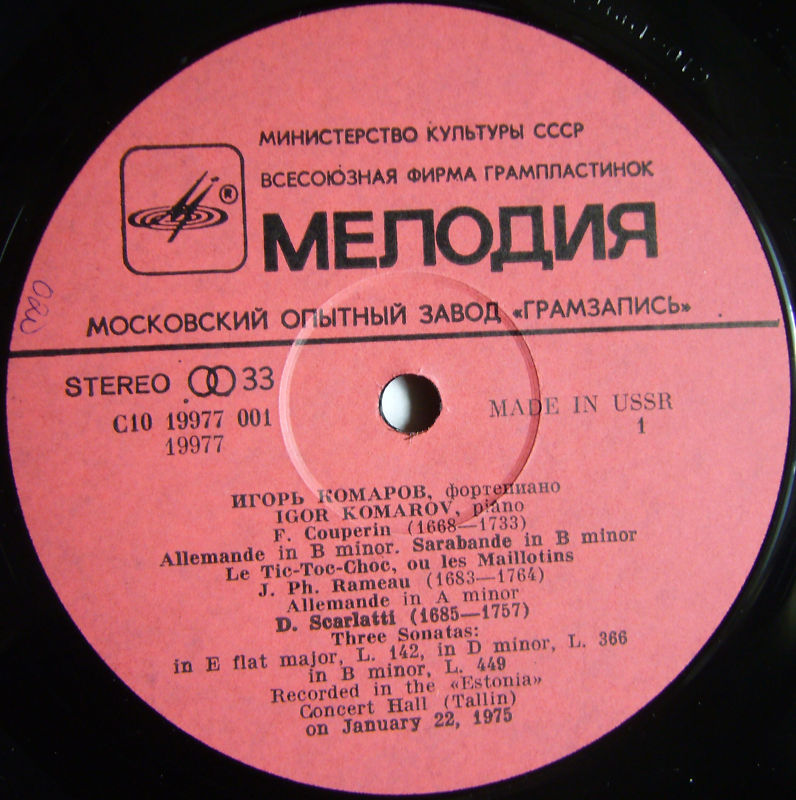 МИНИСТЕРСТВО КУЛЬТУРЫ СССР
ВСЕСОЮЗНАЯ ФИРМА ГРАМПЛАСТИНОК
®
МЕЛОДИЯ
МОСКОВСКИЙ ОПЫТНЫЙ ЗАВОД «ГРАМЗАПИСЬ»
STEREO 33
С10 19977 001
19977
MADE IN USSR
1
ИГОРЬ КОМАРОВ, фортепиано
IGOR KOMAROV, piano
F. Couperin (1668—1733)
Allemande in B minor. Sarabande in B minor
Le Tic-Toc-Choc, ou les Maillotins
J. Ph. Rameau (1683—1764)
Allemande in A minor
D. Scarlatti (1685—1757)
Three Sonatas:
in E flat major, L. 142, in D minor, L. 366
in B minor, L. 449
Recorded in the «Estonia»
Concert Hall (Tallin)
on January 22, 1975